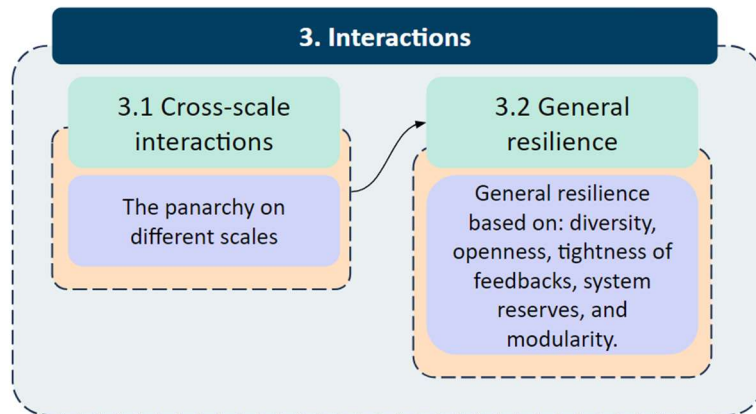 3. Interactions
3.1 Cross-scale
interactions
The panarchy on
different scales
3.2 General
resilience
General resilience
based on: diversity,
openness, tightness of
feedbacks, system
reserves, and
modularity.